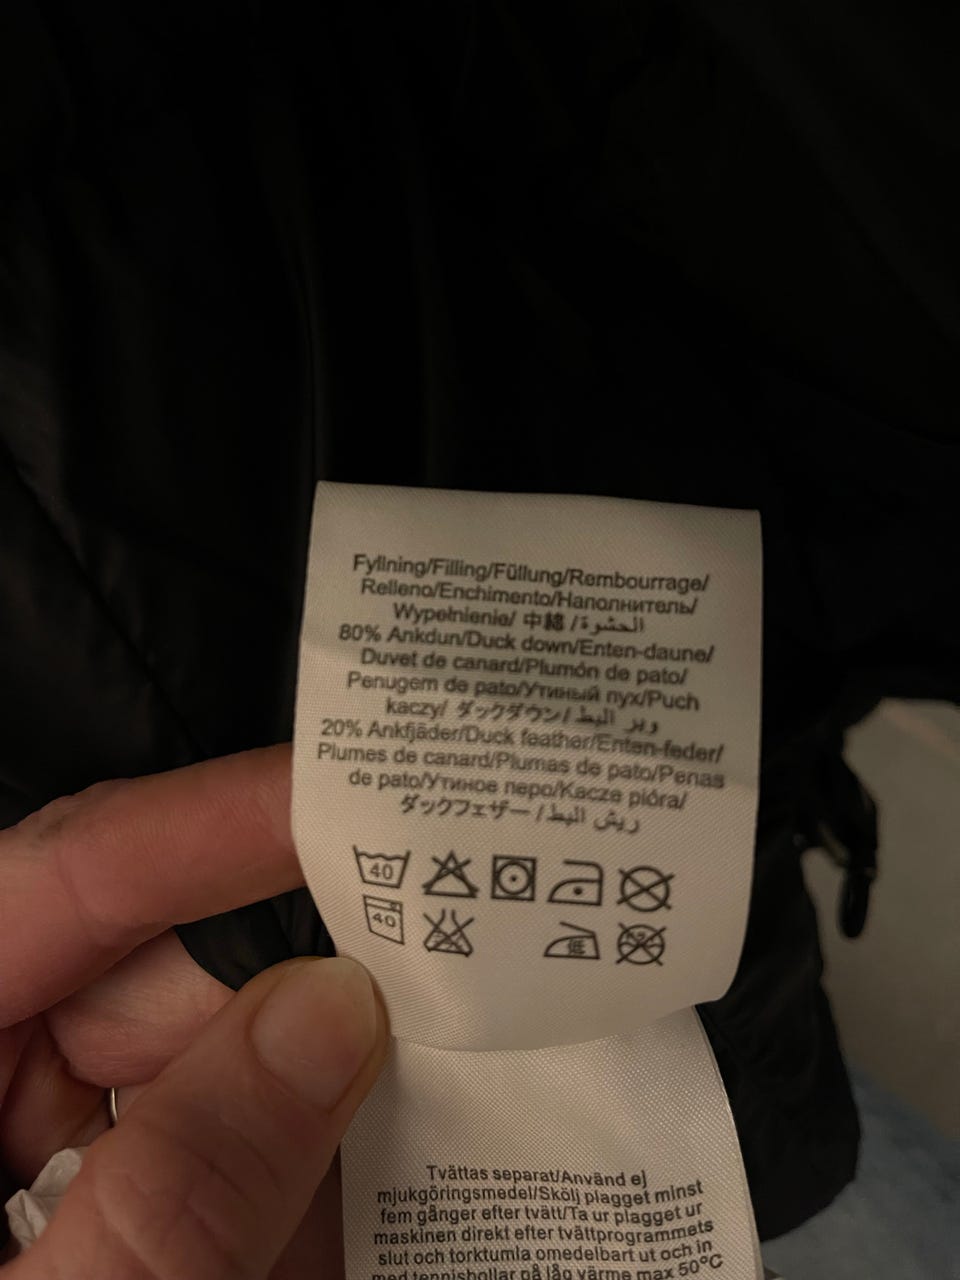 Fyllning/Filling/Füllung/Rembourrage/
Relleno/Enchimento/Наполнитель/
Wypełnienie/ 中綿 /الحشوة
80% Ankdun/Duck down/Enten-daune/
Duvet de canard/Plumón de pato/
Penugem de pato/Утиный пух/Puch
kaczy/ ダックダウン/ وبر البط
20% Ankfjäder/Duck feather/Enten-feder/
Plumes de canard/Plumas de pato/Penas
de pato/Утиное перо/Kacze pióra/
ダックフェザー /ريش البط
40
40
低
Tvättas separat/Använd ej
mjukgöringsmedel/Skölj plagget minst
fem gånger efter tvätt/Ta ur plagget ur
maskinen direkt efter tvättprogrammets
slut och torktumla omedelbart ut och in
med tennisbollar på låg värme max 50°C